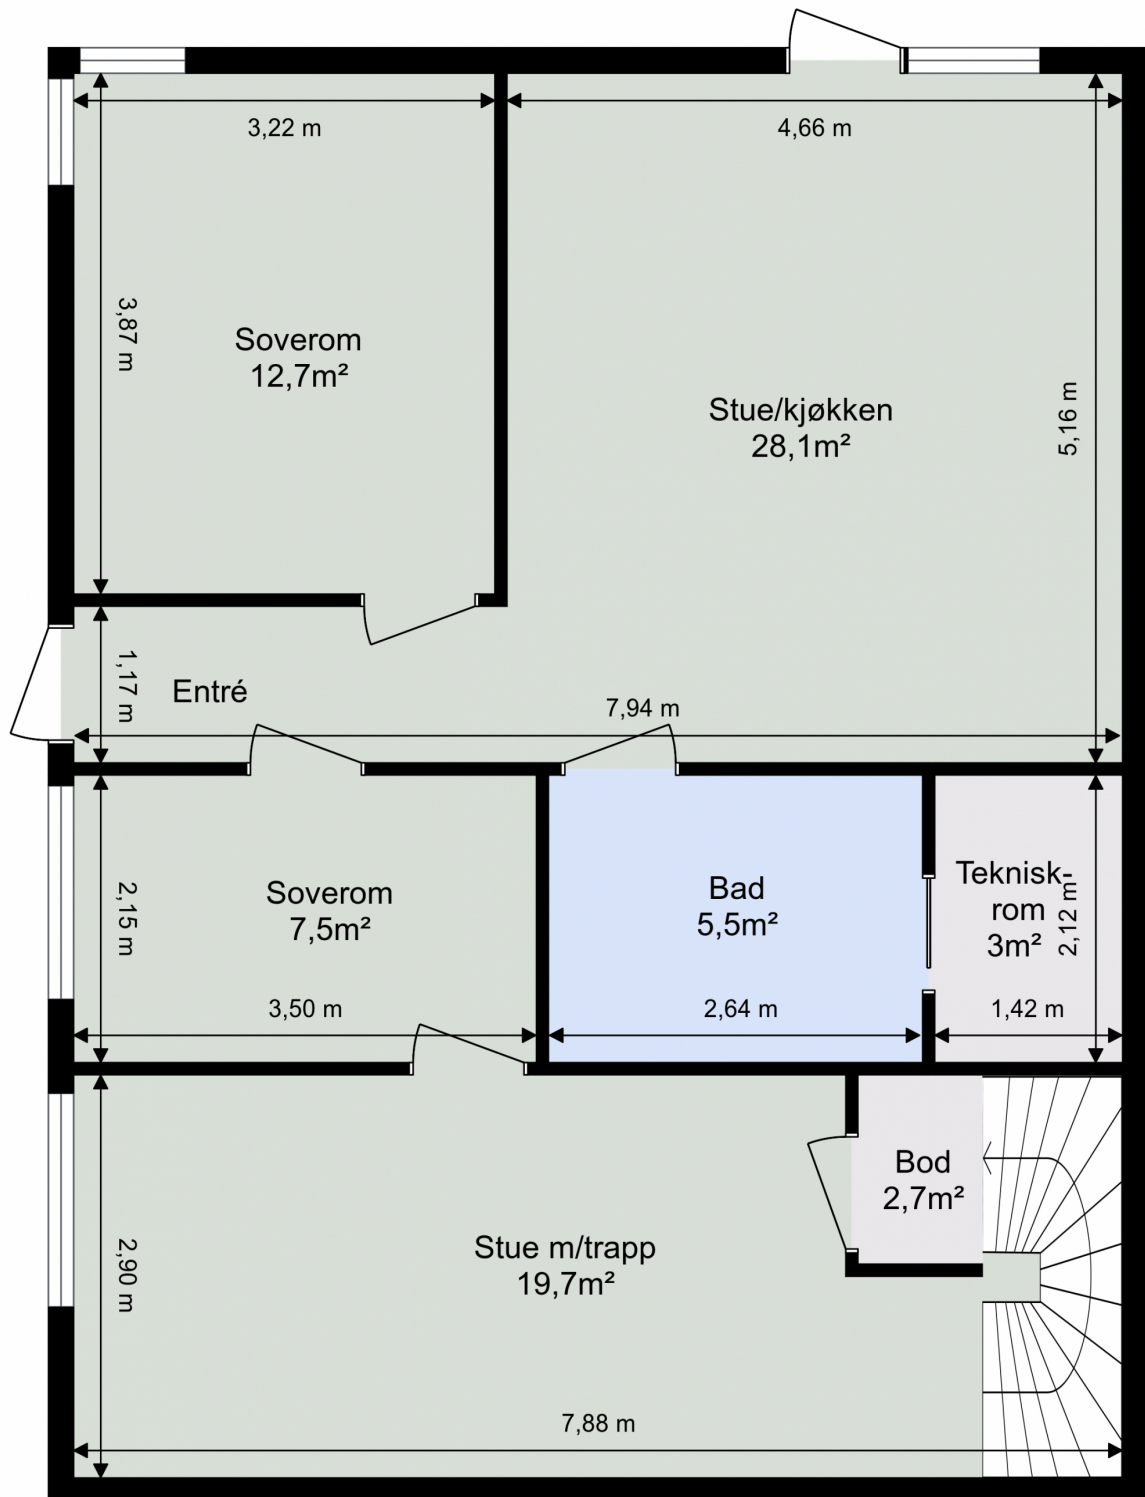 3,22 m
4,66 m
3,87 m
Soverom
12,7m²
Stue/kjøkken
28,1m²
5,16 m
1,17 m
Entré
7,94 m
2,15 m
Soverom
7,5m²
3,50 m
Bad
5,5m²
2,64 m
Teknisk-
rom
3m²
2,12 m
1,42 m
Bod
2,7m²
2,90 m
Stue m/trapp
19,7m²
7,88 m